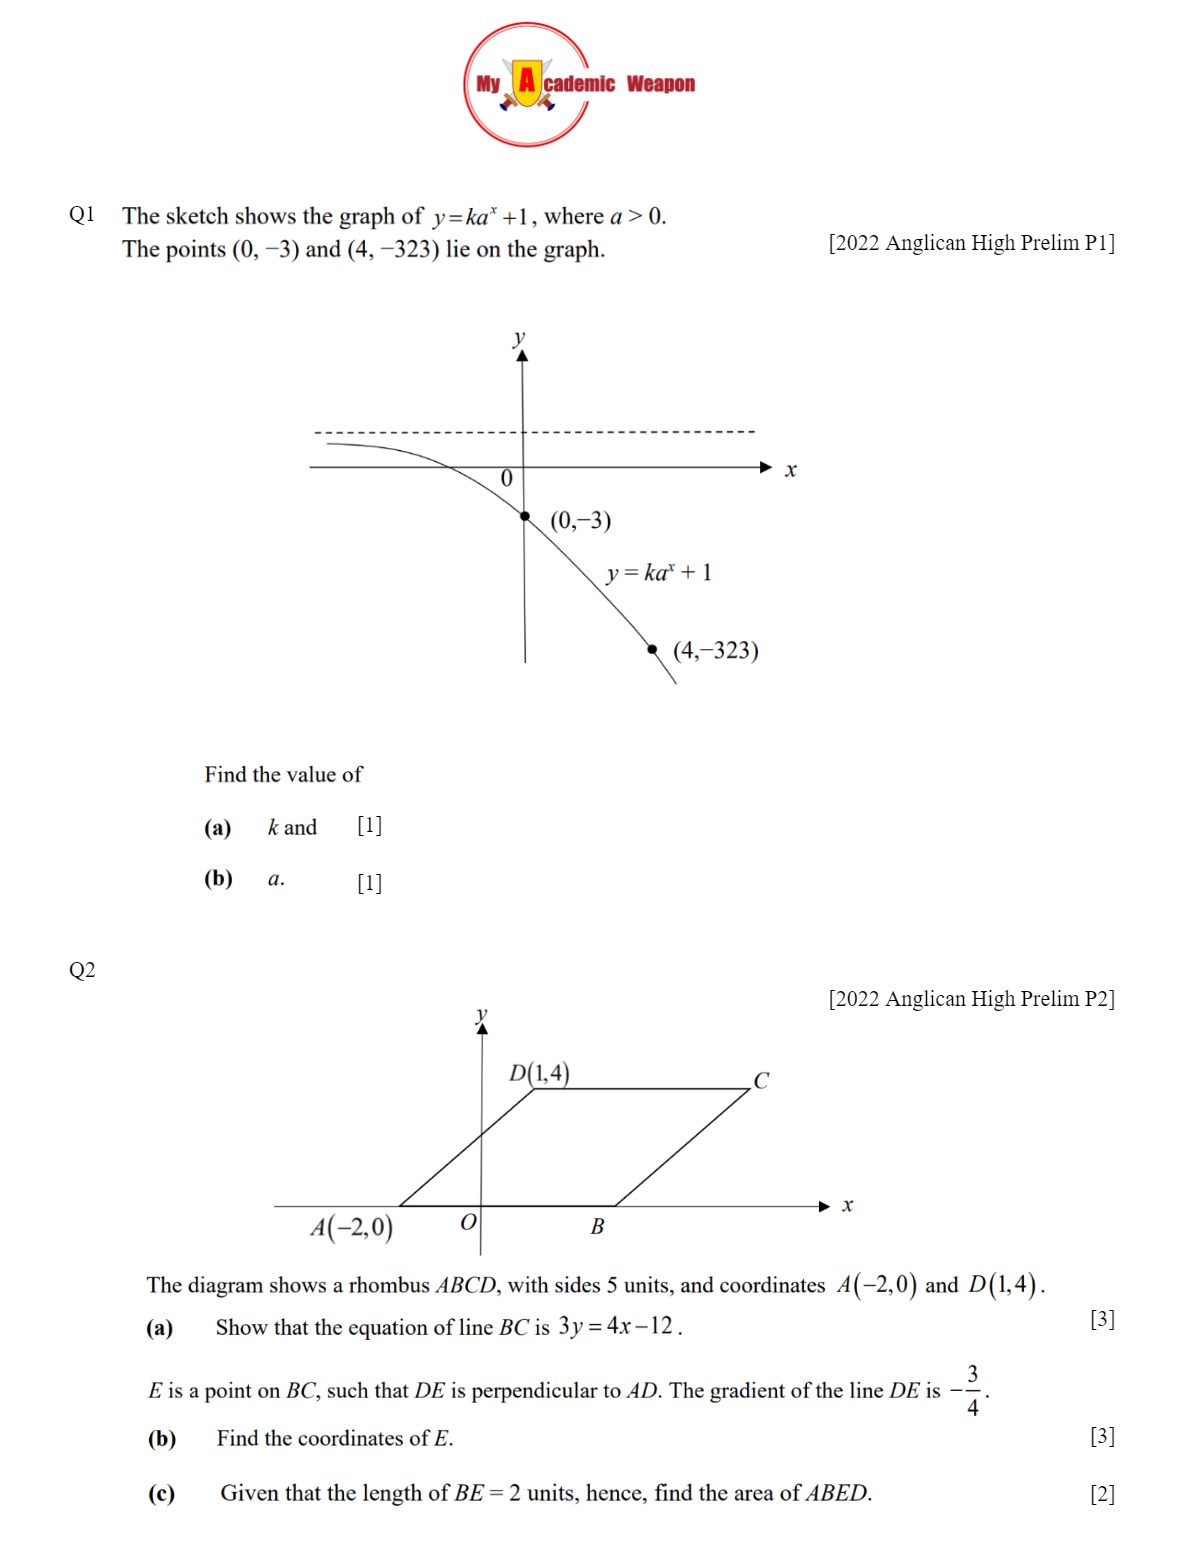 My Academic Weapon
Q1 The sketch shows the graph of y=kaˣ +1, where a > 0.
The points (0, −3) and (4, −323) lie on the graph.
[2022 Anglican High Prelim P1]
y
x
0
(0,−3)
y = kaˣ + 1
(4,−323)
Find the value of
(a) k and [1]
(b) a. [1]
Q2
[2022 Anglican High Prelim P2]
y
D(1,4)
C
x
A(−2,0)
O
B
The diagram shows a rhombus ABCD, with sides 5 units, and coordinates A(−2,0) and D(1,4).
(a) Show that the equation of line BC is 3y = 4x −12. [3]
E is a point on BC, such that DE is perpendicular to AD. The gradient of the line DE is −3/4.
(b) Find the coordinates of E. [3]
(c) Given that the length of BE = 2 units, hence, find the area of ABED. [2]